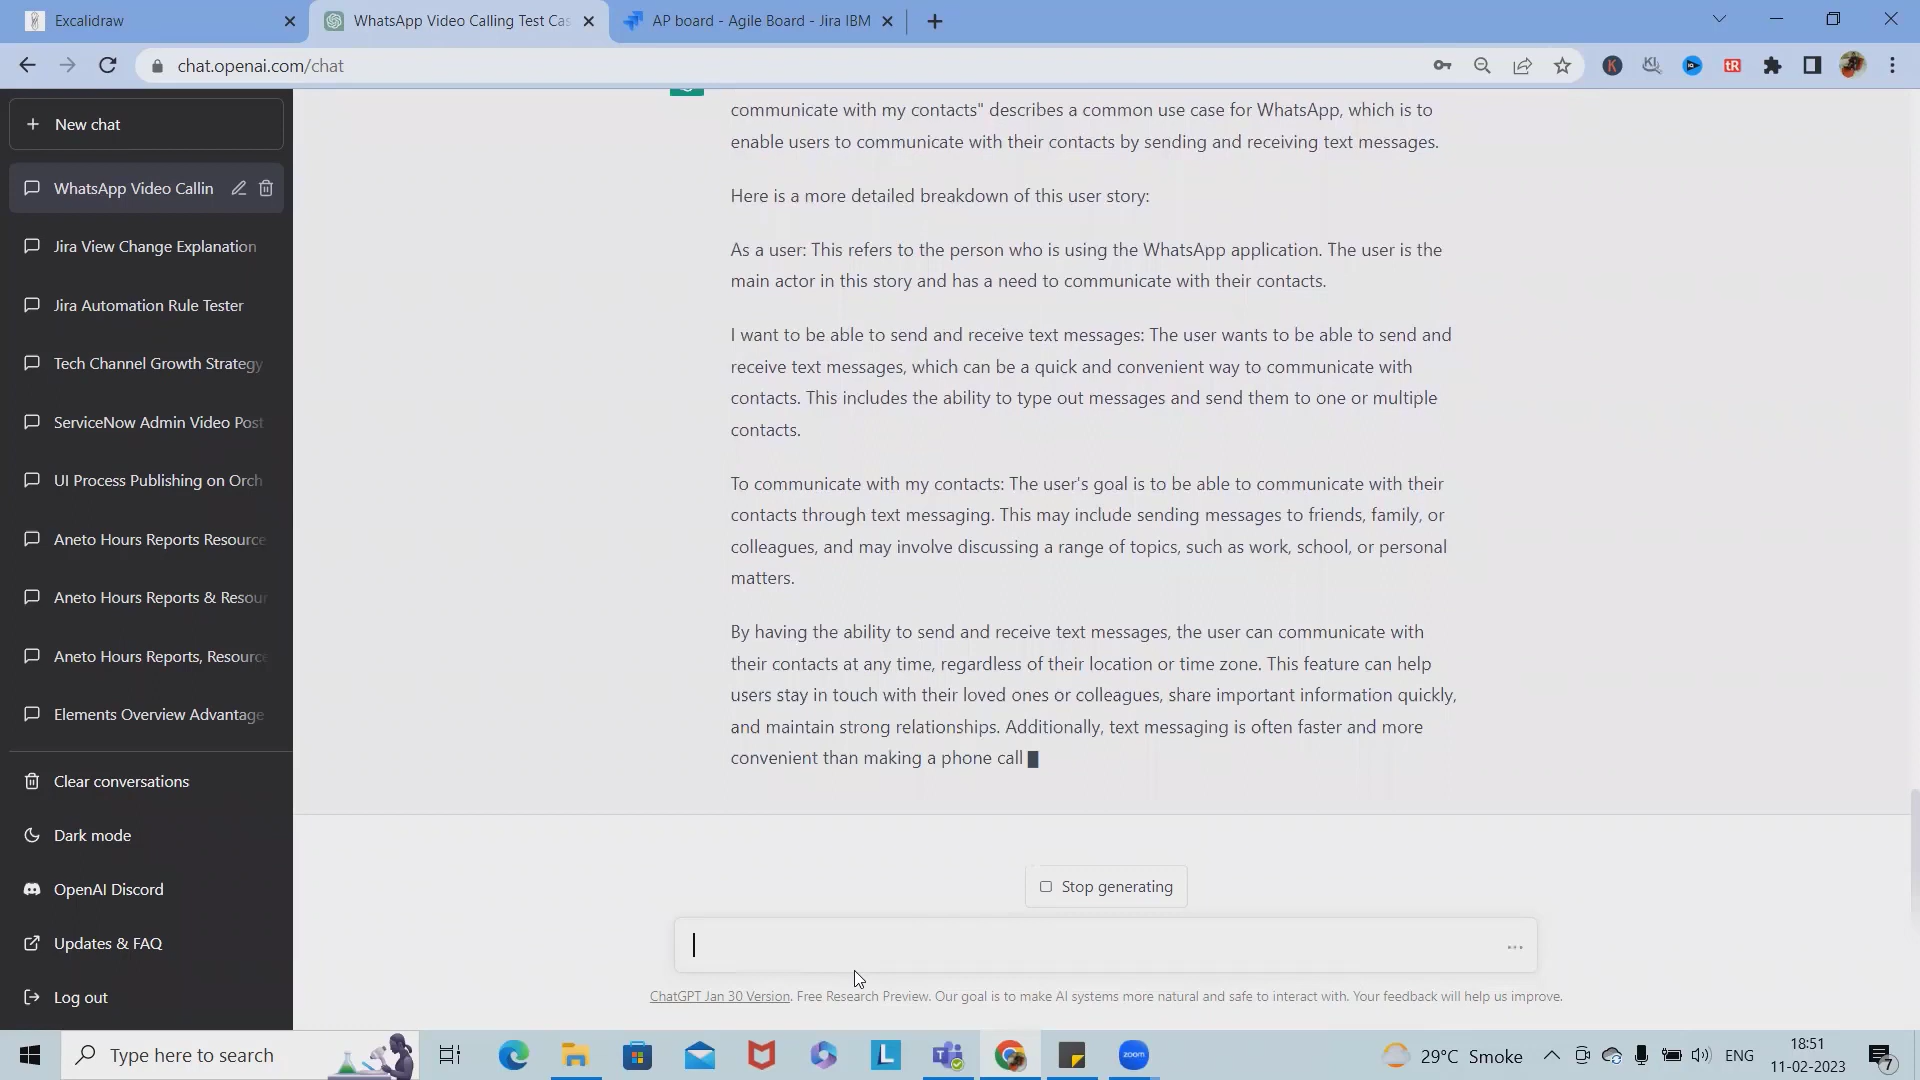 Excalidraw
WhatsApp Video Calling Test Cas
AP board - Agile Board - Jira IBM
chat.openai.com/chat
New chat
WhatsApp Video Callin
Jira View Change Explanation
Jira Automation Rule Tester
Tech Channel Growth Strategy
ServiceNow Admin Video Post
UI Process Publishing on Orch
Aneto Hours Reports Resource
Aneto Hours Reports & Resour
Aneto Hours Reports, Resource
Elements Overview Advantage
Clear conversations
Dark mode
OpenAI Discord
Updates & FAQ
Log out
communicate with my contacts" describes a common use case for WhatsApp, which is to
enable users to communicate with their contacts by sending and receiving text messages.
Here is a more detailed breakdown of this user story:
As a user: This refers to the person who is using the WhatsApp application. The user is the
main actor in this story and has a need to communicate with their contacts.
I want to be able to send and receive text messages: The user wants to be able to send and
receive text messages, which can be a quick and convenient way to communicate with
contacts. This includes the ability to type out messages and send them to one or multiple
contacts.
To communicate with my contacts: The user's goal is to be able to communicate with their
contacts through text messaging. This may include sending messages to friends, family, or
colleagues, and may involve discussing a range of topics, such as work, school, or personal
matters.
By having the ability to send and receive text messages, the user can communicate with
their contacts at any time, regardless of their location or time zone. This feature can help
users stay in touch with their loved ones or colleagues, share important information quickly,
and maintain strong relationships. Additionally, text messaging is often faster and more
convenient than making a phone call
Stop generating
ChatGPT Jan 30 Version. Free Research Preview. Our goal is to make AI systems more natural and safe to interact with. Your feedback will help us improve.
Type here to search
zoom
29°C Smoke
ENG
18:51
11-02-2023
7